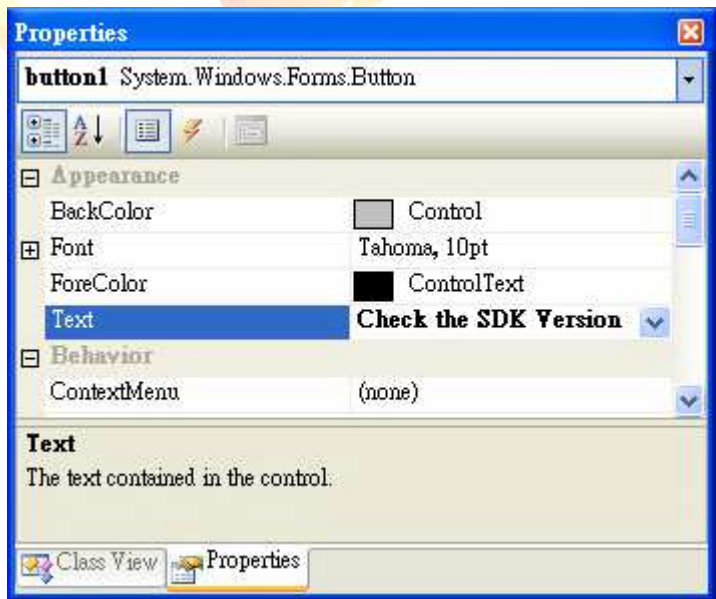 Properties
button1 System.Windows.Forms.Button
Appearance
BackColor Control
Font Tahoma, 10pt
ForeColor ControlText
Text Check the SDK Version
Behavior
ContextMenu (none)
Text
The text contained in the control.
Class View Properties